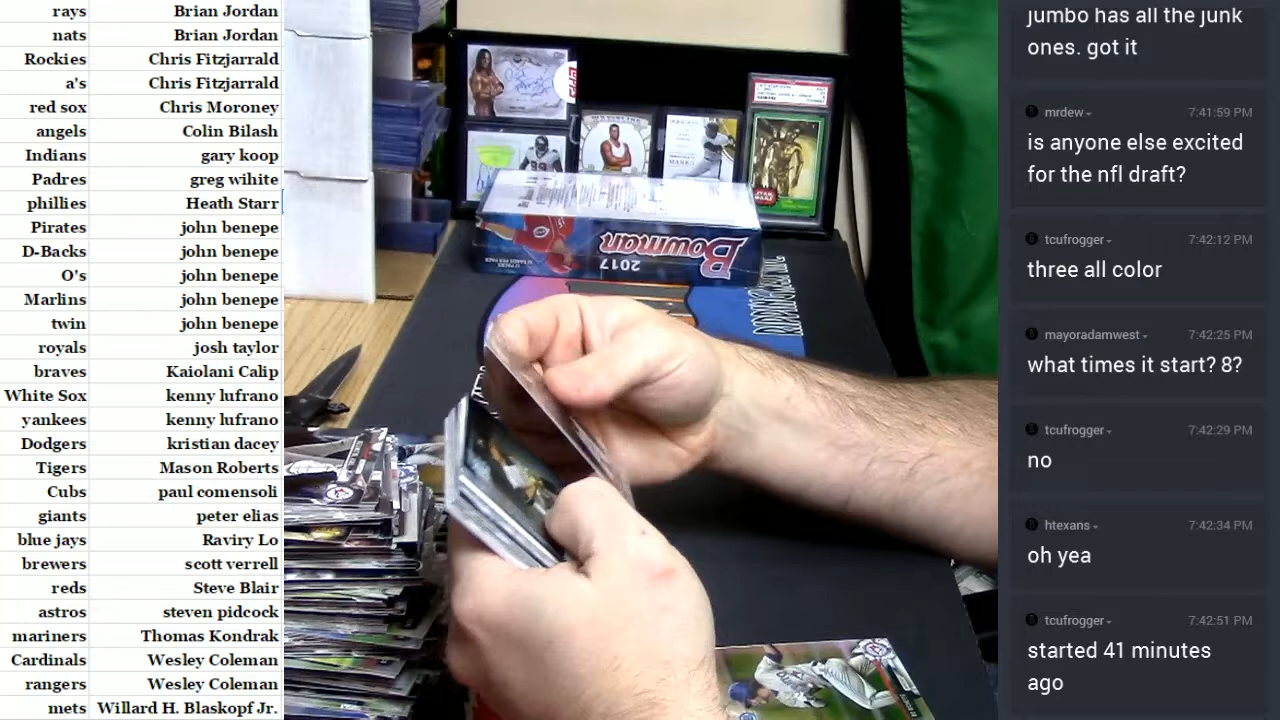 rays Brian Jordan
nats Brian Jordan
Rockies Chris Fitzjarrald
a's Chris Fitzjarrald
red sox Chris Moroney
angels Colin Bilash
Indians gary koop
Padres greg wihite
phillies Heath Starr
Pirates john benepe
D-Backs john benepe
O's john benepe
Marlins john benepe
twin john benepe
royals josh taylor
braves Kaiolani Calip
White Sox kenny lufrano
yankees kenny lufrano
Dodgers kristian dacey
Tigers Mason Roberts
Cubs paul comensoli
giants peter elias
blue jays Raviry Lo
brewers scott verrell
reds Steve Blair
astros steven pidcock
mariners Thomas Kondrak
Cardinals Wesley Coleman
rangers Wesley Coleman
mets Willard H. Blaskopf Jr.
STAR WARS
Bowman
2017
jumbo has all the junk
ones. got it
mrdew 7:41:59 PM
is anyone else excited
for the nfl draft?
tcufrogger 7:42:12 PM
three all color
mayoradamwest 7:42:25 PM
what times it start? 8?
tcufrogger 7:42:29 PM
no
htexans 7:42:34 PM
oh yea
tcufrogger 7:42:51 PM
started 41 minutes
ago